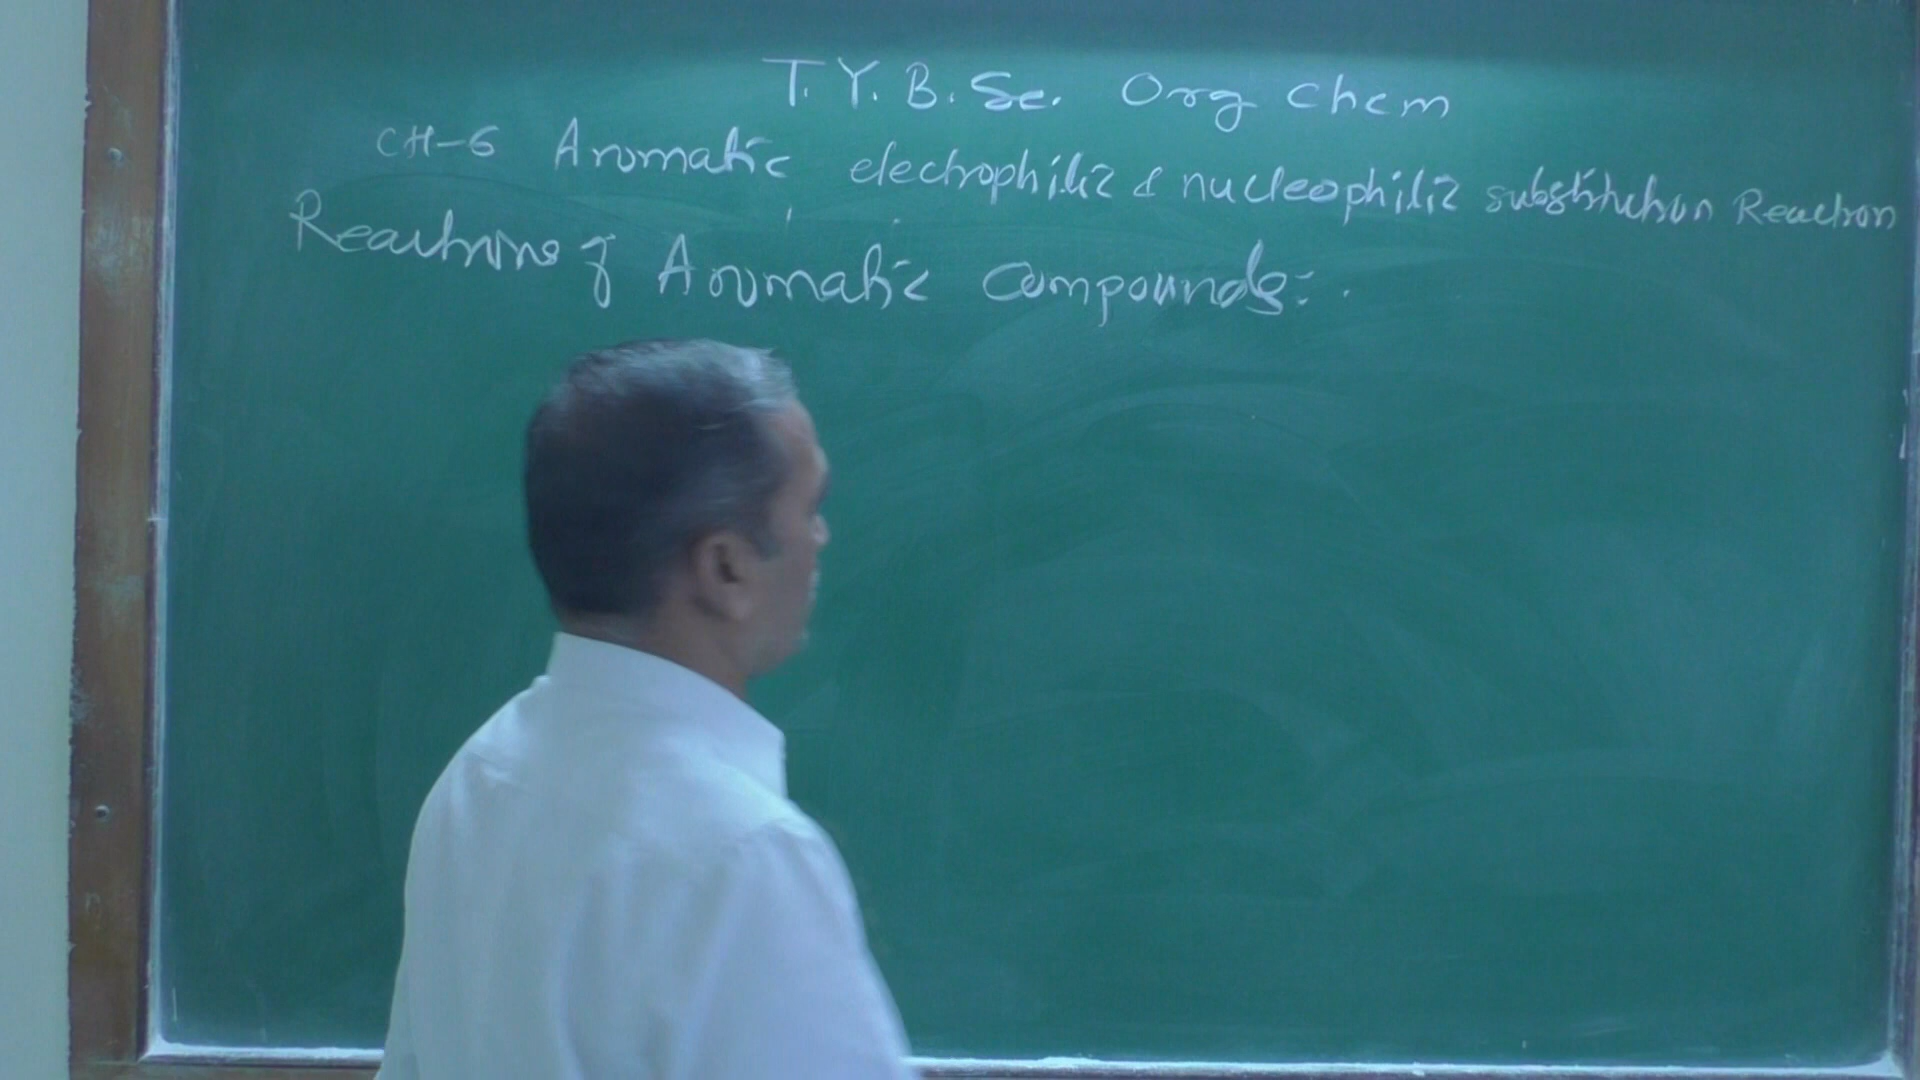 T.Y.B.Sc. Org Chem
CH-6 Aromatic electrophilic & nucleophilic substitution Reaction
Reactions of Aromatic Compounds:-